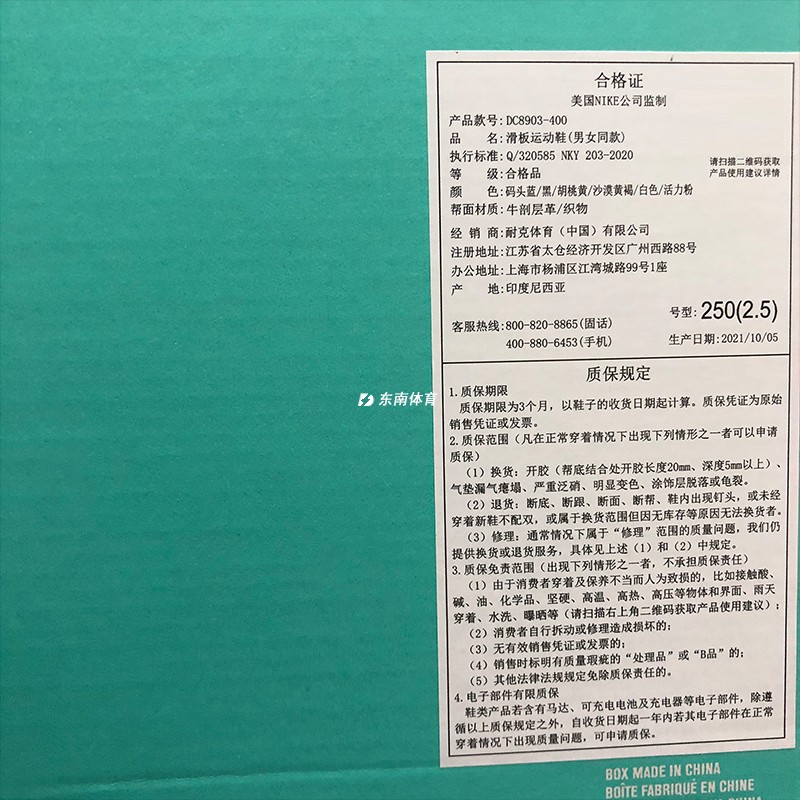 合格证
美国NIKE公司监制
产品款号:DC8903-400
品 名:滑板运动鞋(男女同款)
执行标准:Q/320585 NKY 203-2020
等 级:合格品
颜 色:码头蓝/黑/胡桃黄/沙漠黄褐/白色/活力粉
帮面材质:牛剖层革/织物
请扫描二维码获取
产品使用建议详情
经 销 商:耐克体育(中国)有限公司
注册地址:江苏省太仓经济开发区广州西路88号
办公地址:上海市杨浦区江湾城路99号1座
产 地:印度尼西亚
号型:250(2.5)
客服热线:800-820-8865(固话)
400-880-6453(手机)
生产日期:2021/10/05
质保规定
1.质保期限
质保期限为3个月，以鞋子的收货日期起计算。质保凭证为原始
销售凭证或发票。
2.质保范围(凡在正常穿着情况下出现下列情形之一者可以申请
质保)
(1)换货:开胶(帮底结合处开胶长度20mm、深度5mm以上)、
气垫漏气瘪塌、严重泛硝、明显变色、涂饰层脱落或龟裂。
(2)退货:断底、断跟、断面、断帮、鞋内出现钉头，或未经
穿着新鞋不配双，或属于换货范围但因无库存等原因无法换货者。
(3)修理:通常情况下属于“修理”范围的质量问题，我们仍
提供换货或退货服务，具体见上述(1)和(2)中规定。
3.质保免责范围(出现下列情形之一者，不承担质保责任)
(1)由于消费者穿着及保养不当而人为致损的，比如接触酸、
碱、油、化学品、坚硬、高温、高热、高压等物体和界面、雨天
穿着、水洗、曝晒等(请扫描右上角二维码获取产品使用建议);
(2)消费者自行拆动或修理造成损坏的;
(3)无有效销售凭证或发票的;
(4)销售时标明有质量瑕疵的“处理品”或“B品”的;
(5)其他法律法规规定免除质保责任的。
4.电子部件有限质保
鞋类产品若含有马达、可充电电池及充电器等电子部件，除遵
循以上质保规定之外，自收货日期起一年内若其电子部件在正常
穿着情况下出现质量问题，可申请质保。
东南体育
BOX MADE IN CHINA
BOÎTE FABRIQUÉ EN CHINE